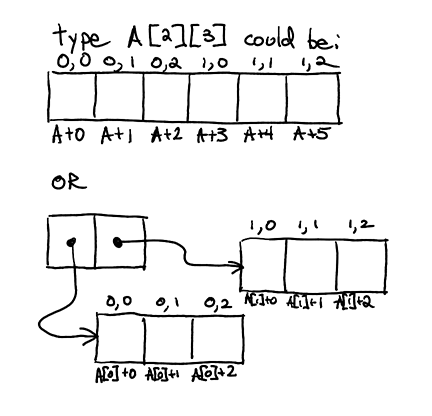 type A[2][3] could be:
0,0 0,1 0,2 1,0 1,1 1,2
A+0 A+1 A+2 A+3 A+4 A+5
OR
1,0 1,1 1,2
A[1]+0 A[1]+1 A[1]+2
0,0 0,1 0,2
A[0]+0 A[0]+1 A[0]+2